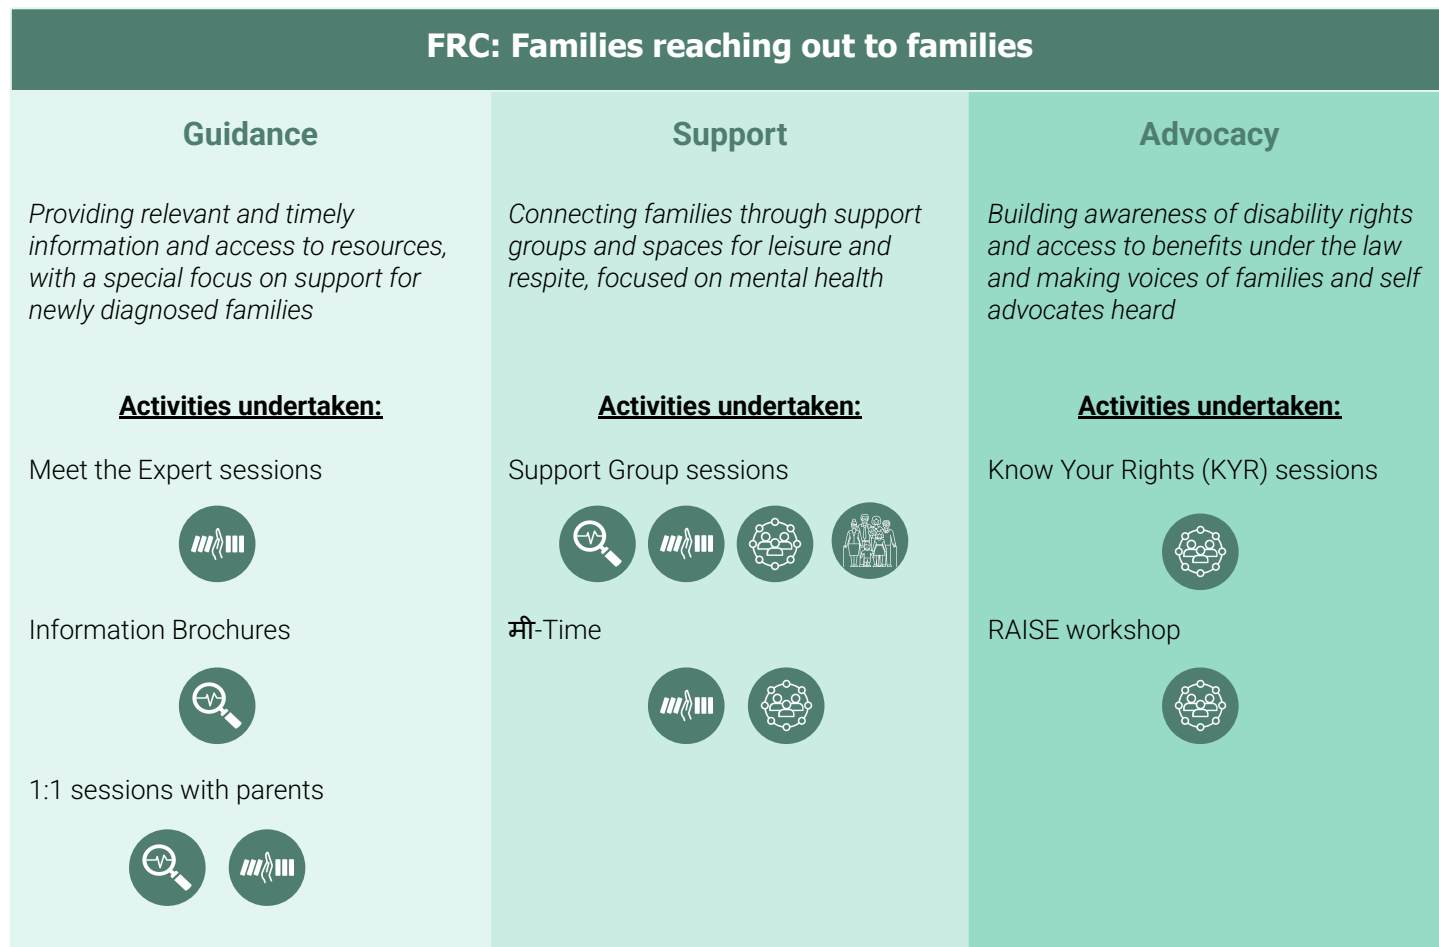 FRC: Families reaching out to families
Guidance
Providing relevant and timely
information and access to resources,
with a special focus on support for
newly diagnosed families
Activities undertaken:
Meet the Expert sessions
Information Brochures
1:1 sessions with parents
Support
Connecting families through support
groups and spaces for leisure and
respite, focused on mental health
Activities undertaken:
Support Group sessions
मी-Time
Advocacy
Building awareness of disability rights
and access to benefits under the law
and making voices of families and self
advocates heard
Activities undertaken:
Know Your Rights (KYR) sessions
RAISE workshop